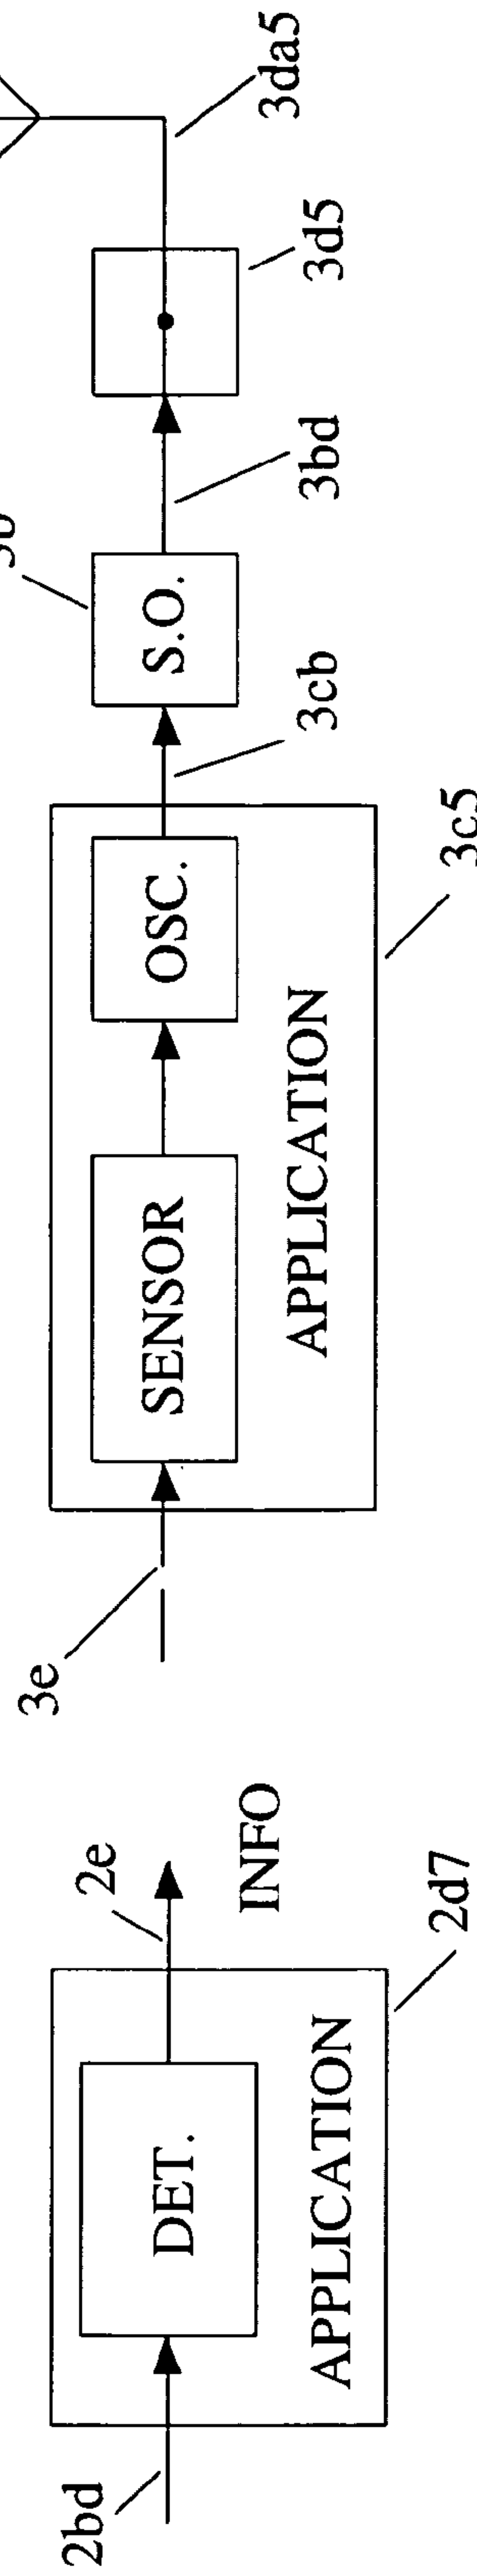 2bd
DET.
APPLICATION
2e
INFO
2d7
3e
SENSOR
OSC.
APPLICATION
3c5
3cb
S.O.
3bd
3d5
3da5